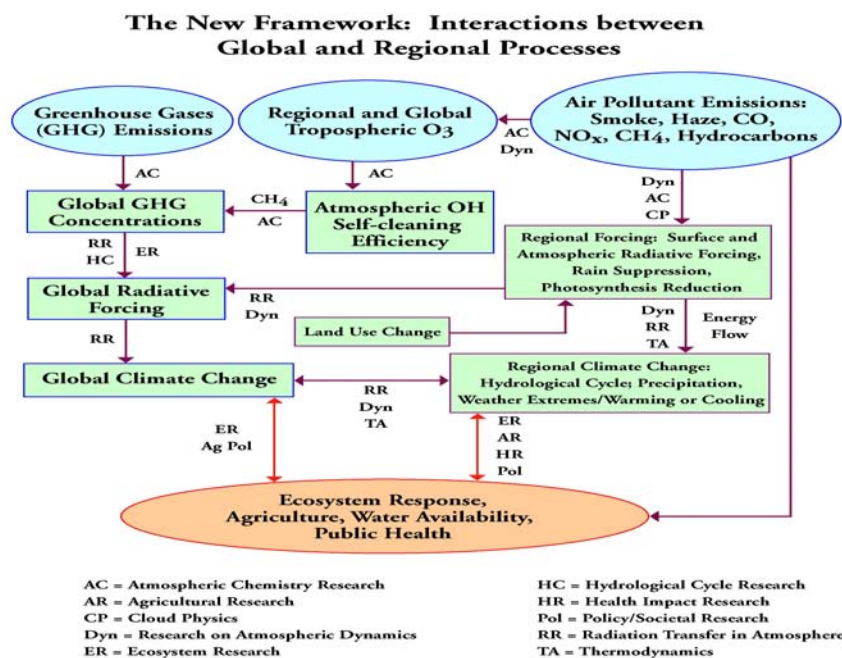 The New Framework: Interactions between
Global and Regional Processes
Greenhouse Gases
(GHG) Emissions
Regional and Global
Tropospheric O3
Air Pollutant Emissions:
Smoke, Haze, CO,
NOₓ, CH₄, Hydrocarbons
AC
Dyn
AC
AC
Dyn
AC
CP
Global GHG
Concentrations
CH₄
AC
Atmospheric OH
Self-cleaning
Efficiency
Regional Forcing: Surface and
Atmospheric Radiative Forcing,
Rain Suppression,
Photosynthesis Reduction
RR
HC
ER
Global Radiative
Forcing
RR
Dyn
Land Use Change
Dyn
RR
TA
Energy
Flow
RR
Global Climate Change
RR
Dyn
TA
Regional Climate Change:
Hydrological Cycle; Precipitation,
Weather Extremes/Warming or Cooling
ER
Ag Pol
ER
AR
HR
Pol
Ecosystem Response,
Agriculture, Water Availability,
Public Health
AC = Atmospheric Chemistry Research
AR = Agricultural Research
CP = Cloud Physics
Dyn = Research on Atmospheric Dynamics
ER = Ecosystem Research
HC = Hydrological Cycle Research
HR = Health Impact Research
Pol = Policy/Societal Research
RR = Radiation Transfer in Atmosphere
TA = Thermodynamics